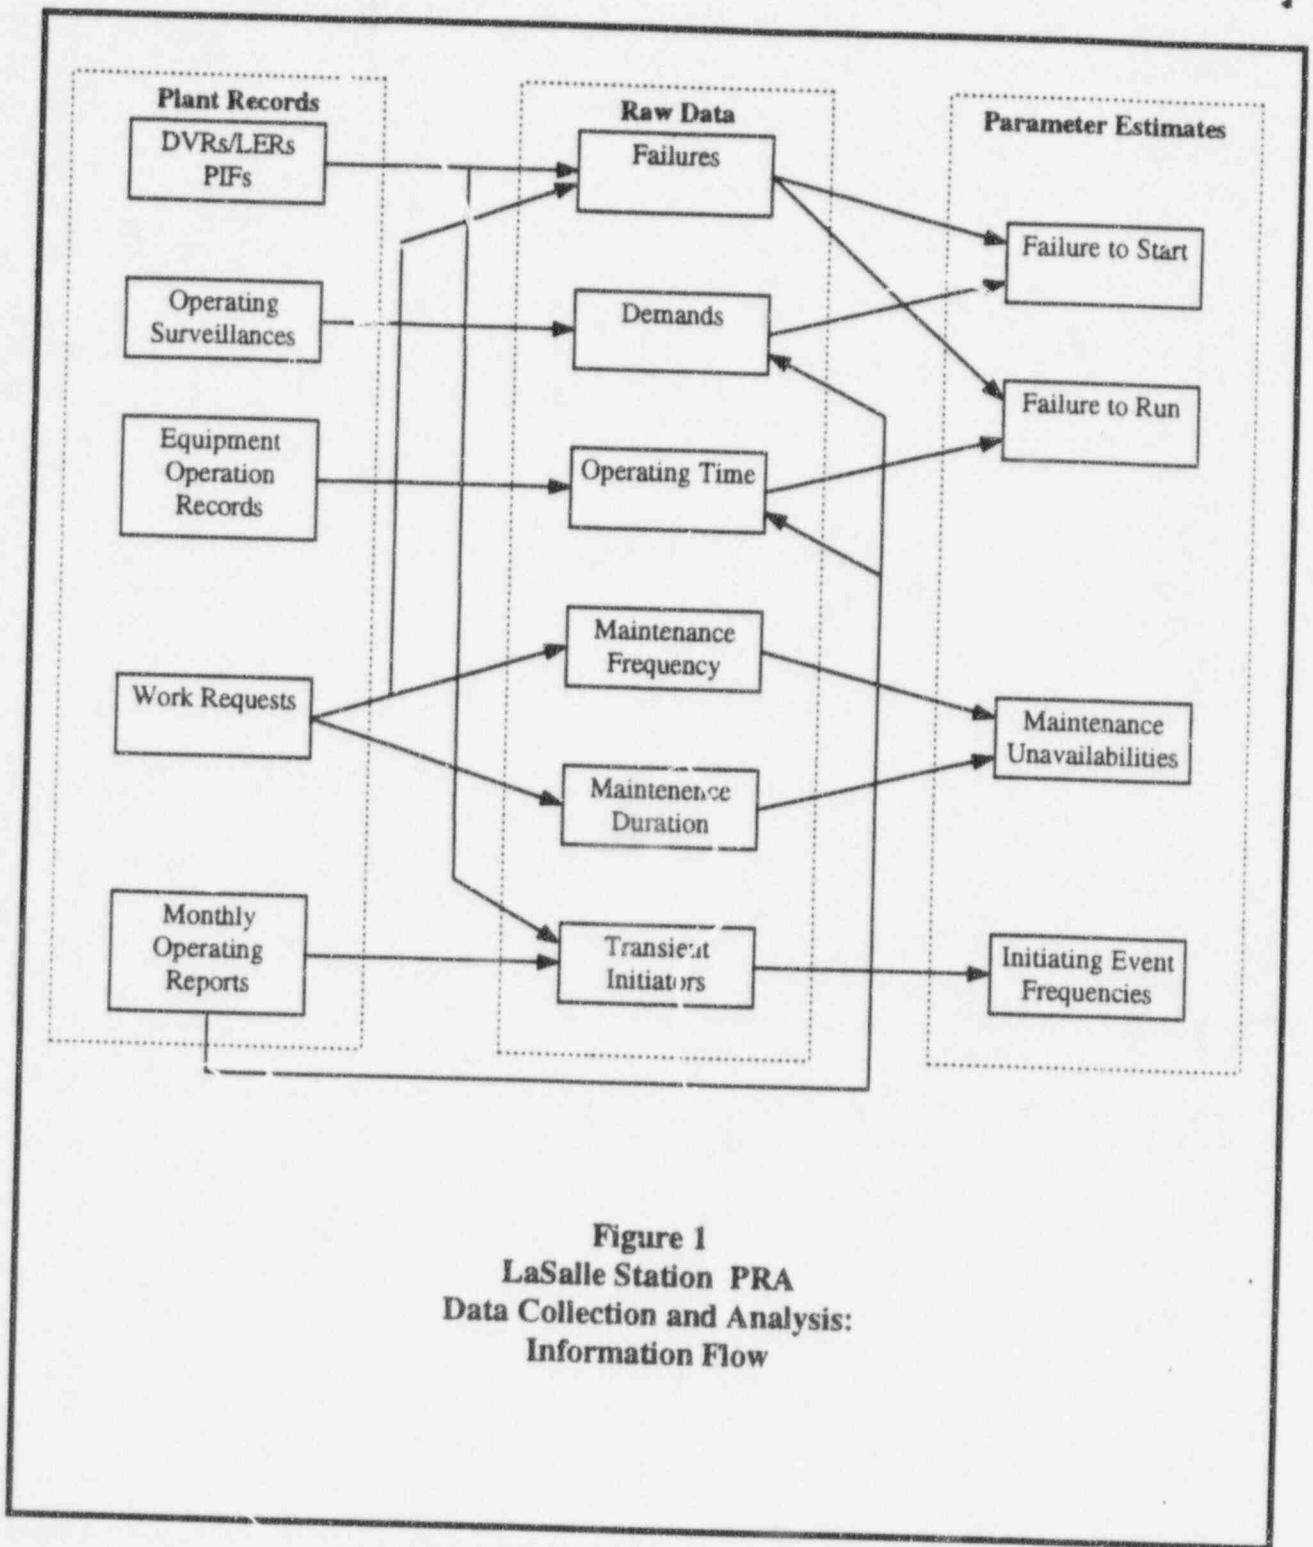 Plant Records
DVRs/LERs
PIFs
Operating
Surveillances
Equipment
Operation
Records
Work Requests
Monthly
Operating
Reports
Raw Data
Failures
Demands
Operating Time
Maintenance
Frequency
Maintenence
Duration
Transient
Initiators
Parameter Estimates
Failure to Start
Failure to Run
Maintenance
Unavailabilities
Initiating Event
Frequencies
Figure 1
LaSalle Station PRA
Data Collection and Analysis:
Information Flow